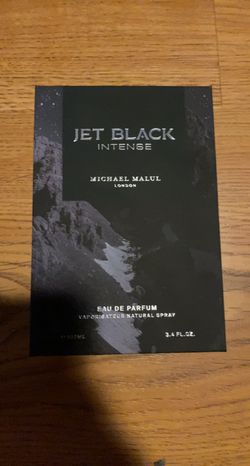 JET BLACK
INTENSE
MICHAEL MALUL
LONDON
EAU DE PARFUM
VAPORISATEUR NATURAL SPRAY
3.4 FL.OZ.